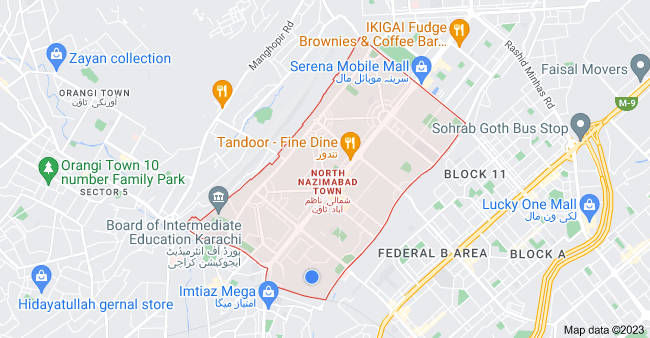 IKIGAI Fudge
Brownies & Coffee Bar...
Manghopir Rd
Zayan collection
Serena Mobile Mall
سرینہ موبائل مال
Rashid Minhas Rd
Faisal Movers
ORANGI TOWN
اورنگی ٹاؤن
M-9
Sohrab Goth Bus Stop
Tandoor - Fine Dine
تندور
Orangi Town 10
number Family Park
SECTOR 5
NORTH
NAZIMABAD
TOWN
شمالی ناظم
آباد ٹاؤن
BLOCK 11
Lucky One Mall
لکی ون مال
Board of Intermediate
Education Karachi
بورڈ آف انٹرمیڈیٹ
ایجوکیشن کراچی
FEDERAL B AREA
BLOCK A
Imtiaz Mega
امتیاز میگا
Hidayatullah gernal store
Map data ©2023